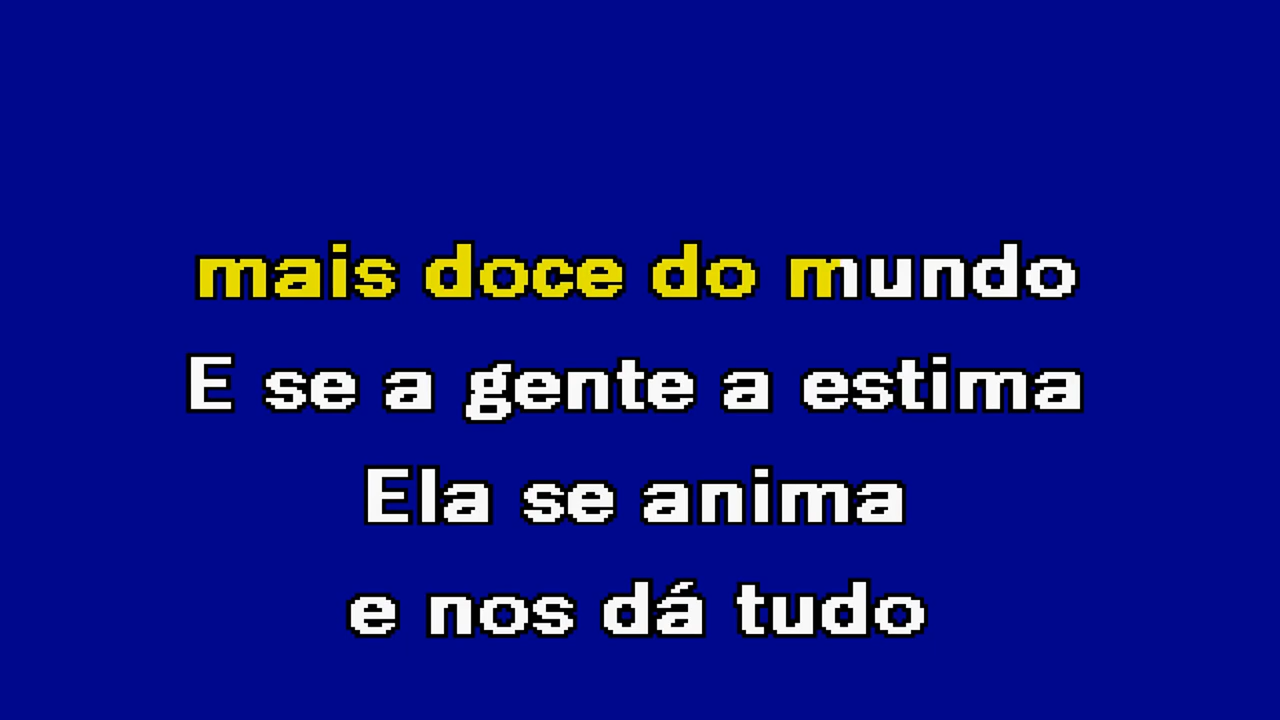 mais doce do mundo
E se a gente a estima
Ela se anima
e nos dá tudo